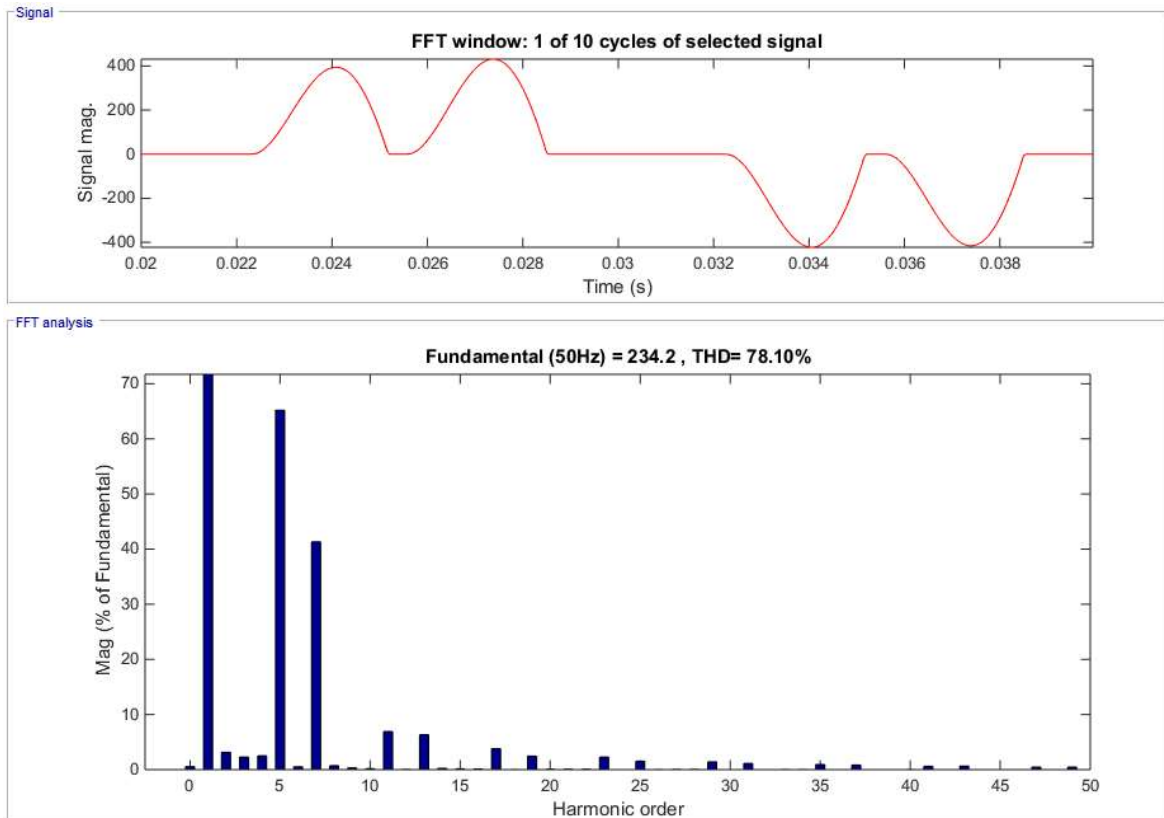 Signal
FFT window: 1 of 10 cycles of selected signal
400
200
0
-200
-400
Signal mag.
0.02 0.022 0.024 0.026 0.028 0.03 0.032 0.034 0.036 0.038
Time (s)
FFT analysis
Fundamental (50Hz) = 234.2 , THD= 78.10%
70
60
50
40
30
20
10
0
Mag (% of Fundamental)
0 5 10 15 20 25 30 35 40 45 50
Harmonic order